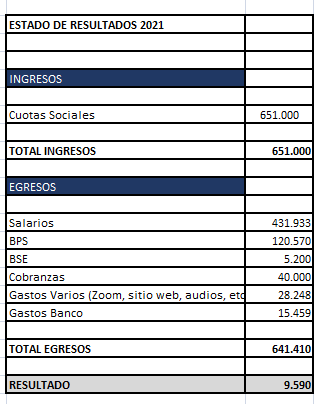 ESTADO DE RESULTADOS 2021
INGRESOS
Cuotas Sociales 651.000
TOTAL INGRESOS 651.000
EGRESOS
Salarios 431.933
BPS 120.570
BSE 5.200
Cobranzas 40.000
Gastos Varios (Zoom, sitio web, audios, etc 28.248
Gastos Banco 15.459
TOTAL EGRESOS 641.410
RESULTADO 9.590